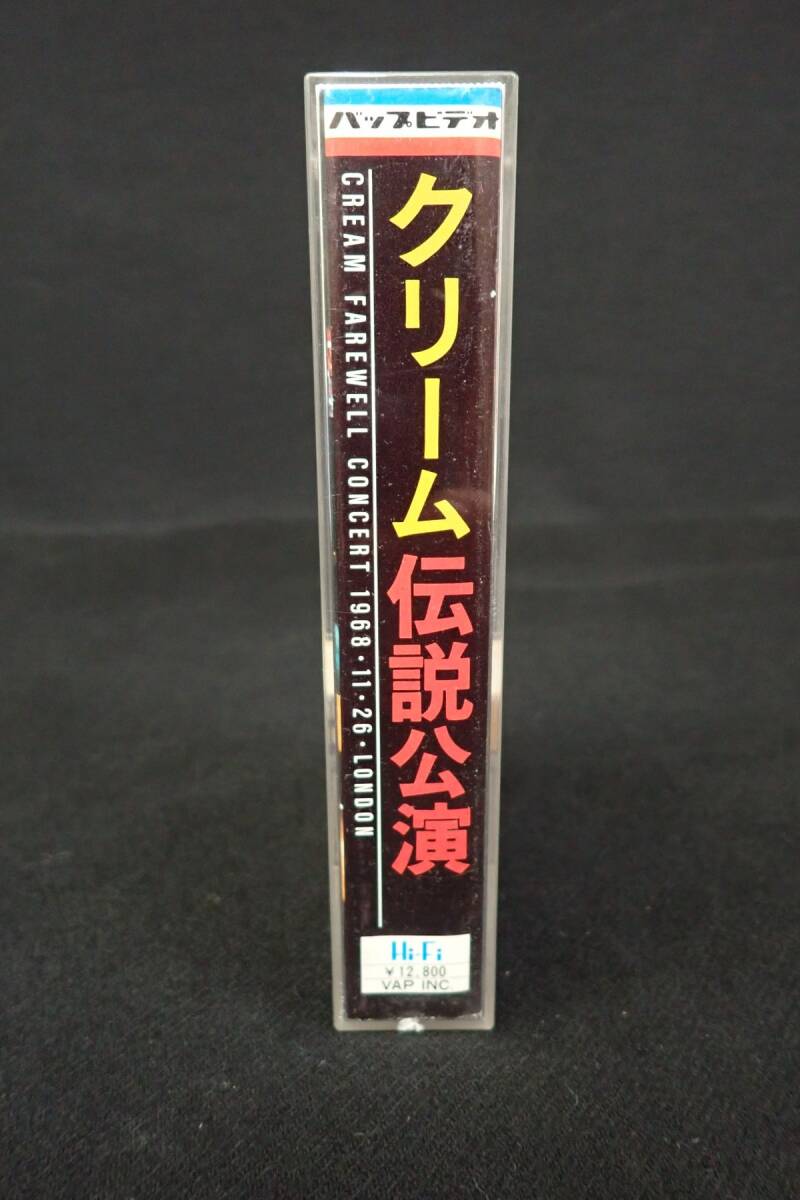 バップビデオ
クリーム伝説公演
CREAM FAREWELL CONCERT 1968・11・26・LONDON
Hi-Fi
¥12,800
VAP INC.